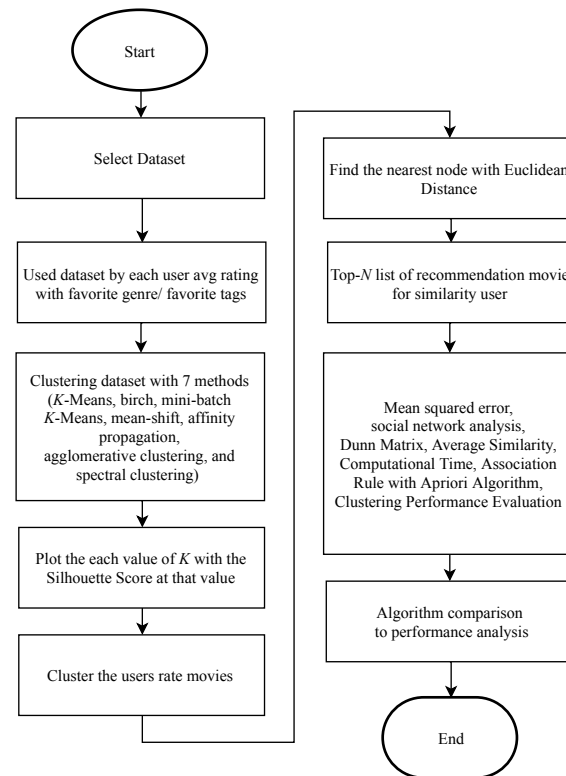 Start
Select Dataset
Used dataset by each user avg rating
with favorite genre/ favorite tags
Clustering dataset with 7 methods
(K-Means, birch, mini-batch
K-Means, mean-shift, affinity
propagation,
agglomerative clustering, and
spectral clustering)
Plot the each value of K with the
Silhouette Score at that value
Cluster the users rate movies
Find the nearest node with Euclidean
Distance
Top-N list of recommendation movie
for similarity user
Mean squared error,
social network analysis,
Dunn Matrix, Average Similarity,
Computational Time, Association
Rule with Apriori Algorithm,
Clustering Performance Evaluation
Algorithm comparison
to performance analysis
End